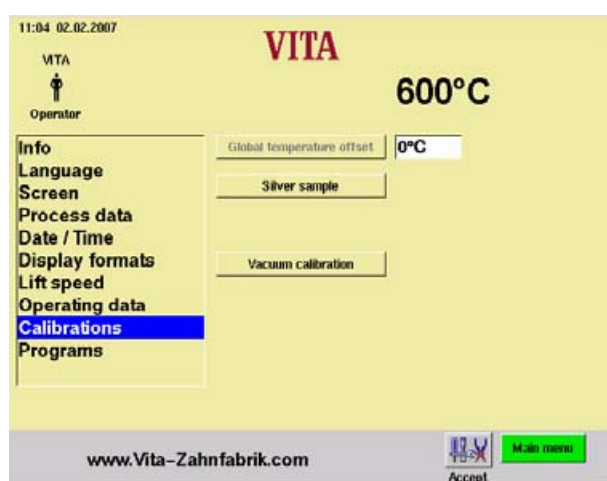 11:04 02.02.2007
VITA
VITA
Operator
600°C
Info
Language
Screen
Process data
Date / Time
Display formats
Lift speed
Operating data
Calibrations
Programs
Global temperature offset
0°C
Silver sample
Vacuum calibration
www.Vita-Zahnfabrik.com
Accept
Main menu